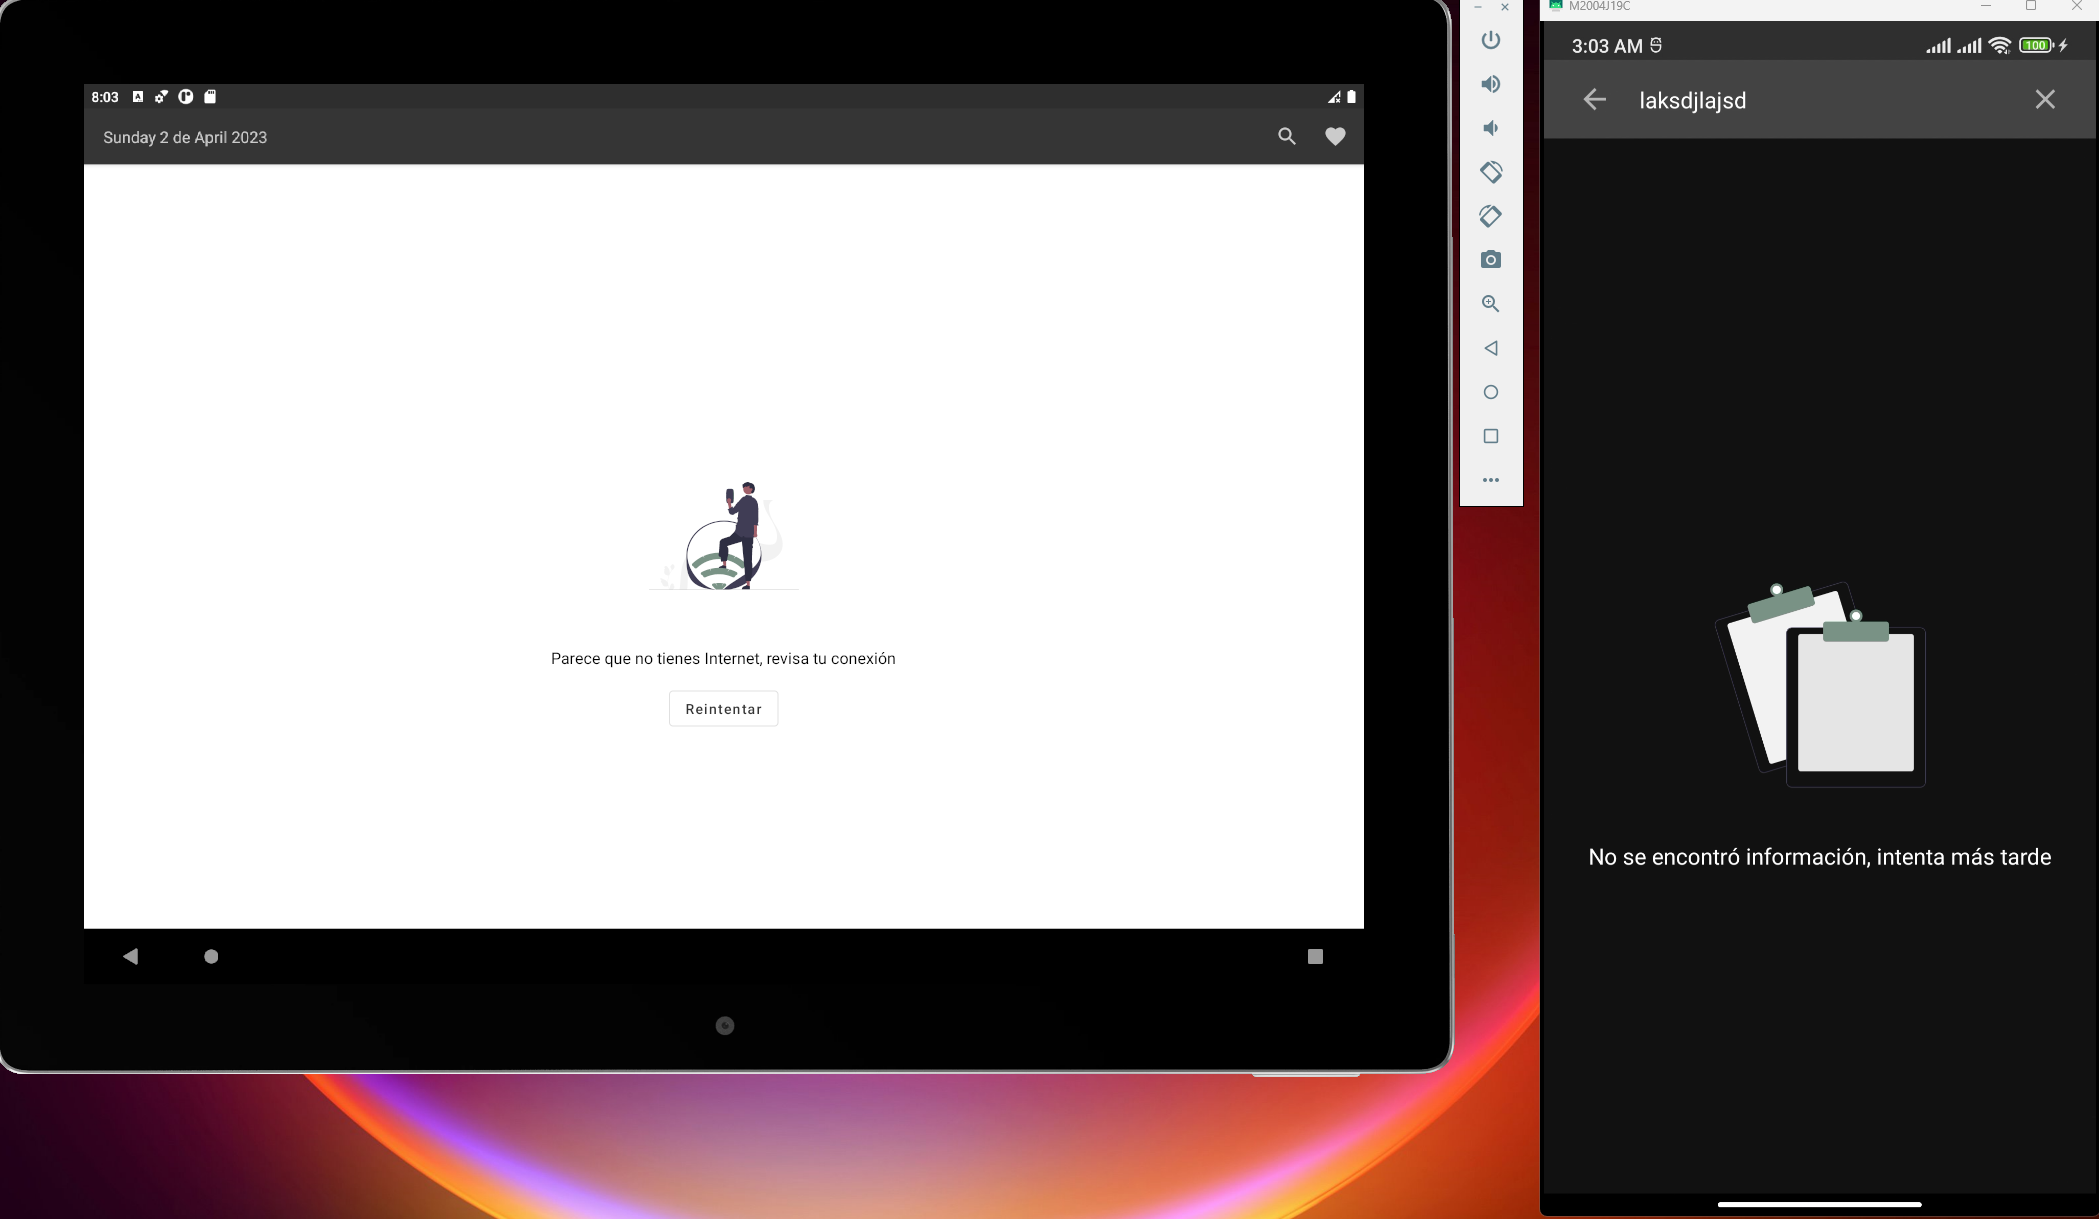 8:03
Sunday 2 de April 2023
Parece que no tienes Internet, revisa tu conexión
Reintentar
M2004J19C
3:03 AM
100
laksdjlajsd
No se encontró información, intenta más tarde